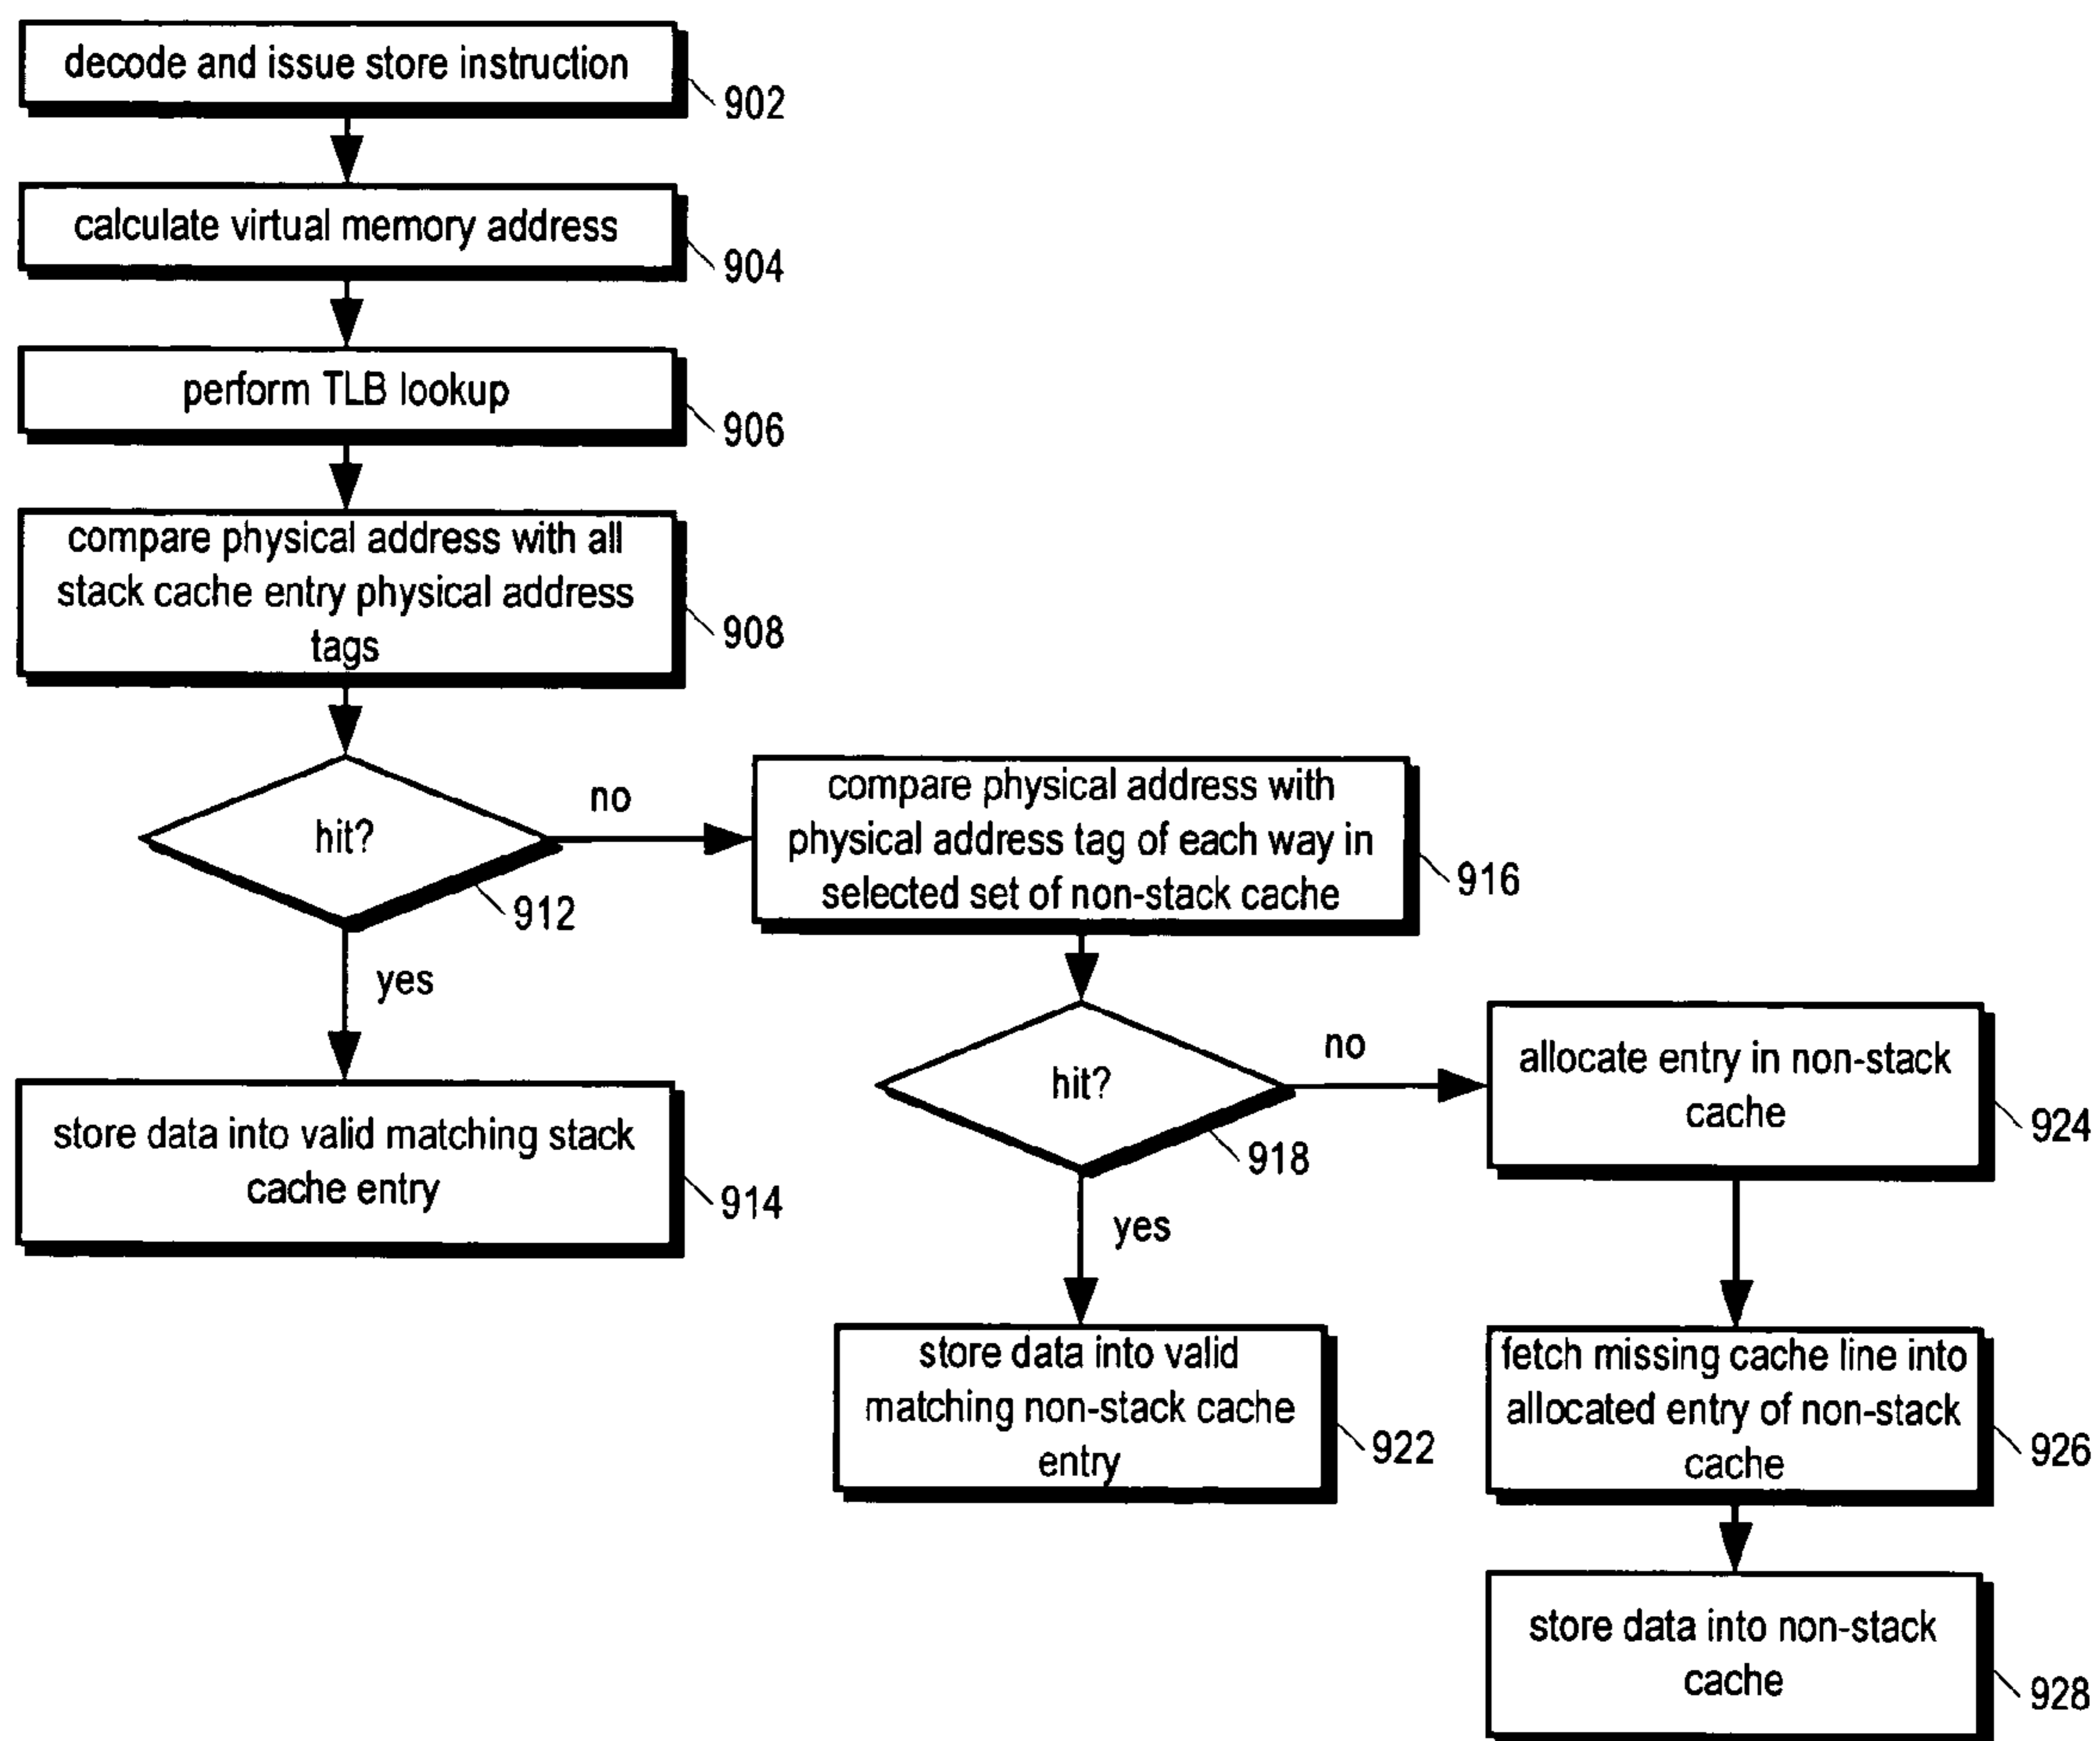 decode and issue store instruction
902
calculate virtual memory address
904
perform TLB lookup
906
compare physical address with all
stack cache entry physical address
tags
908
hit?
912
no
yes
store data into valid matching stack
cache entry
914
compare physical address with
physical address tag of each way in
selected set of non-stack cache
916
hit?
918
no
yes
store data into valid
matching non-stack cache
entry
922
allocate entry in non-stack
cache
924
fetch missing cache line into
allocated entry of non-stack
cache
926
store data into non-stack
cache
928